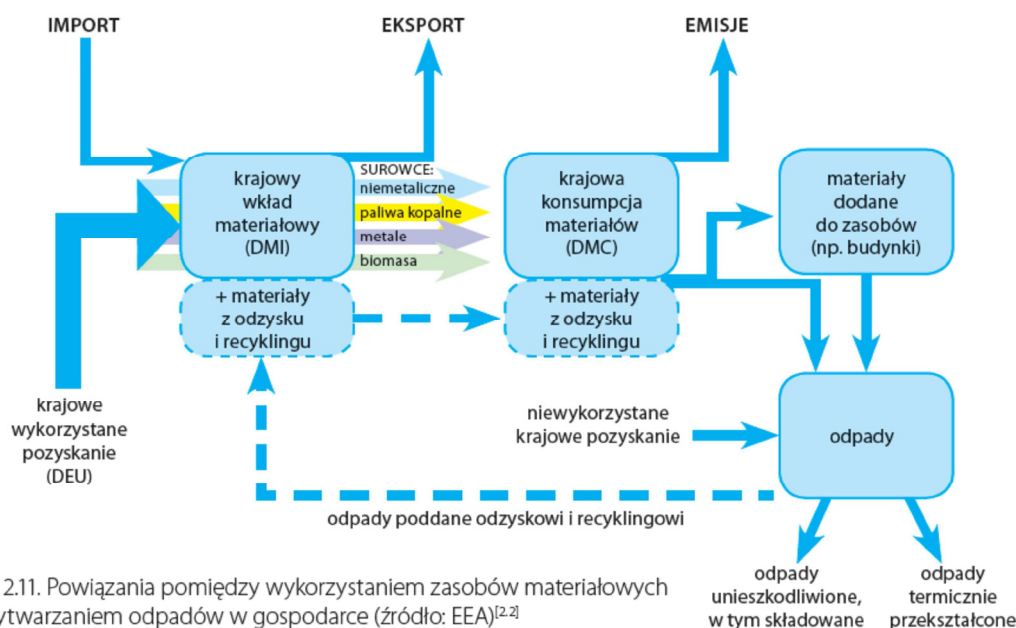 IMPORT
EKSPORT
EMISJE
krajowy
wkład
materiałowy
(DMI)
SUROWCE:
niemetaliczne
paliwa kopalne
metale
biomasa
krajowa
konsumpcja
materiałów
(DMC)
materiały
dodane
do zasobów
(np. budynki)
+ materiały
z odzysku
i recyklingu
+ materiały
z odzysku
i recyklingu
krajowe
wykorzystane
pozyskanie
(DEU)
niewykorzystane
krajowe pozyskanie
odpady
odpady poddane odzyskowi i recyklingowi
odpady
unieszkodliwione,
w tym składowane
odpady
termicznie
przekształcone
2.11. Powiązania pomiędzy wykorzystaniem zasobów materiałowych
ytwarzaniem odpadów w gospodarce (źródło: EEA)[2.2]